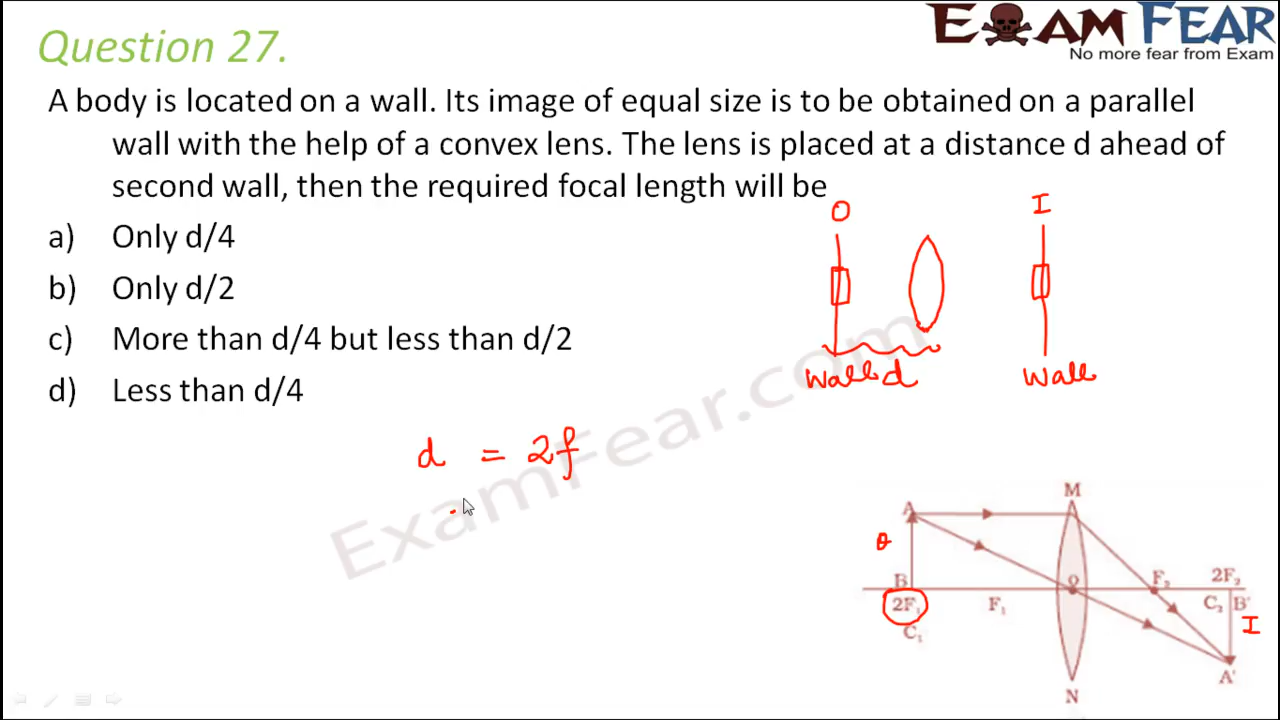 Question 27.
EXAM FEAR
No more fear from Exam
A body is located on a wall. Its image of equal size is to be obtained on a parallel
wall with the help of a convex lens. The lens is placed at a distance d ahead of
second wall, then the required focal length will be
a) Only d/4
b) Only d/2
c) More than d/4 but less than d/2
d) Less than d/4
O
I
Wall d
Wall
d = 2f
ExamFear.com
M
A
O
B
O
F₂
2F₂
2F₁
F₁
C₂ B'
C₁
I
A'
N